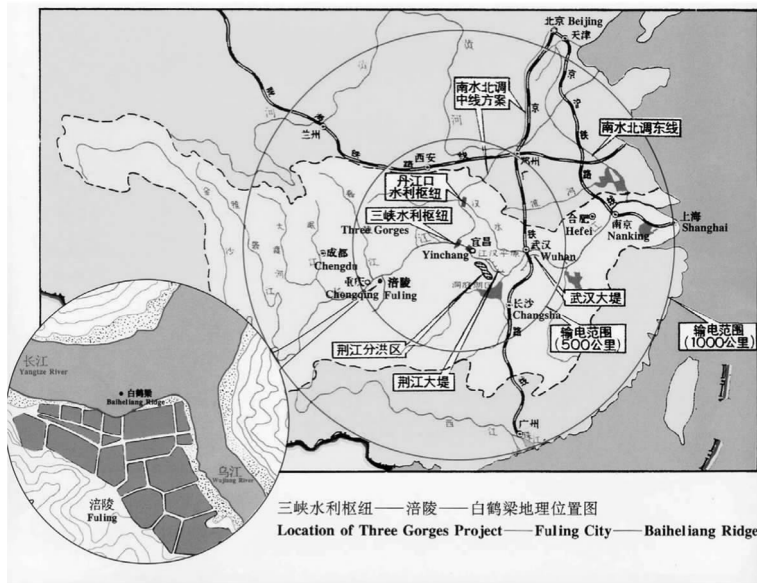 北京 Beijing
天津
南水北调
中线方案
京
南水北调东线
兰州
西安
郑州
丹江口
水利枢纽
三峡水利枢纽
Three Gorges
宜昌
Yinchang
合肥
Hefei
南京
Nanking
上海
Shanghai
成都
Chengdu
武汉
Wuhan
重庆
Chongqing
涪陵
Fuling
武汉大堤
长沙
Changsha
输电范围
(500公里)
输电范围
(1000公里)
荆江分洪区
荆江大堤
广州
长江
Yangtze River
白鹤梁
Baiheliang Ridge
乌江
Wujiang River
涪陵
Fuling
三峡水利枢纽——涪陵——白鹤梁地理位置图
Location of Three Gorges Project——Fuling City——Baiheliang Ridge